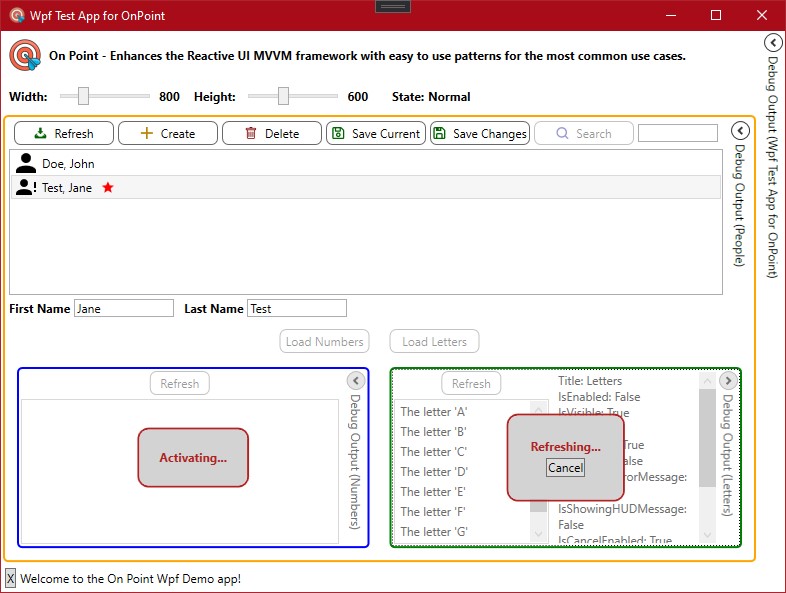 Wpf Test App for OnPoint
On Point - Enhances the Reactive UI MVVM framework with easy to use patterns for the most common use cases.
Width: 800 Height: 600 State: Normal
Refresh Create Delete Save Current Save Changes Search
Doe, John
Test, Jane
First Name Jane Last Name Test
Load Numbers Load Letters
Refresh
Activating...
Debug Output (Numbers)
Refresh
The letter 'A'
The letter 'B'
The letter 'C'
The letter 'D'
The letter 'E'
The letter 'F'
The letter 'G'
Title: Letters
IsEnabled: False
IsVisible: True
rue
alse
orMessage:
IsShowingHUDMessage:
False
IsCancelEnabled: True
Refreshing...
Cancel
Debug Output (Letters)
Debug Output (People)
Debug Output (Wpf Test App for OnPoint)
X Welcome to the On Point Wpf Demo app!